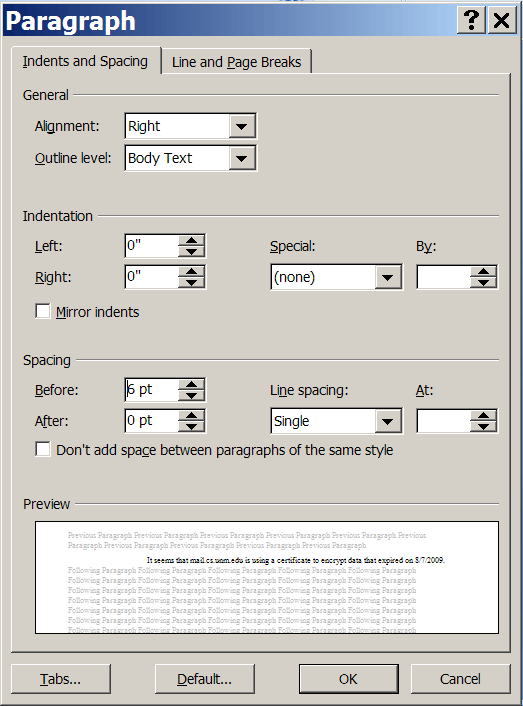 Paragraph
Indents and Spacing Line and Page Breaks
General
Alignment: Right
Outline level: Body Text
Indentation
Left: 0" Special: By:
Right: 0" (none)
Mirror indents
Spacing
Before: 6 pt Line spacing: At:
After: 0 pt Single
Don't add space between paragraphs of the same style
Preview
Previous Paragraph Previous Paragraph Previous Paragraph Previous Paragraph Previous Paragraph Previous
Paragraph Previous Paragraph Previous Paragraph Previous Paragraph Previous Paragraph
It seems that mail.cs.unm.edu is using a certificate to encrypt data that expired on 8/7/2009.
Following Paragraph Following Paragraph Following Paragraph Following Paragraph Following Paragraph
Following Paragraph Following Paragraph Following Paragraph Following Paragraph Following Paragraph
Following Paragraph Following Paragraph Following Paragraph Following Paragraph Following Paragraph
Following Paragraph Following Paragraph Following Paragraph Following Paragraph Following Paragraph
Following Paragraph Following Paragraph Following Paragraph Following Paragraph Following Paragraph
Following Paragraph Following Paragraph Following Paragraph Following Paragraph Following Paragraph
Following Paragraph Following Paragraph Following Paragraph Following Paragraph Following Paragraph
Tabs... Default... OK Cancel